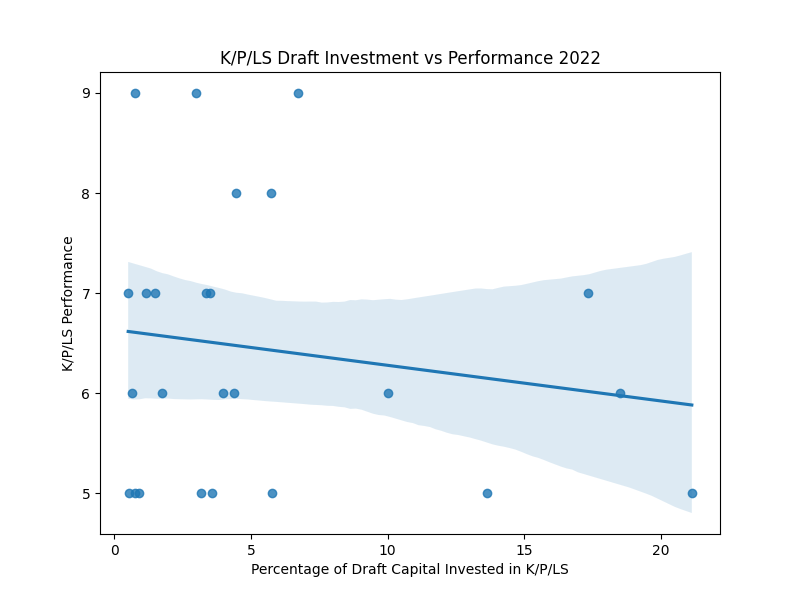 K/P/LS Draft Investment vs Performance 2022
9
8
7
6
5
K/P/LS Performance
0 5 10 15 20
Percentage of Draft Capital Invested in K/P/LS